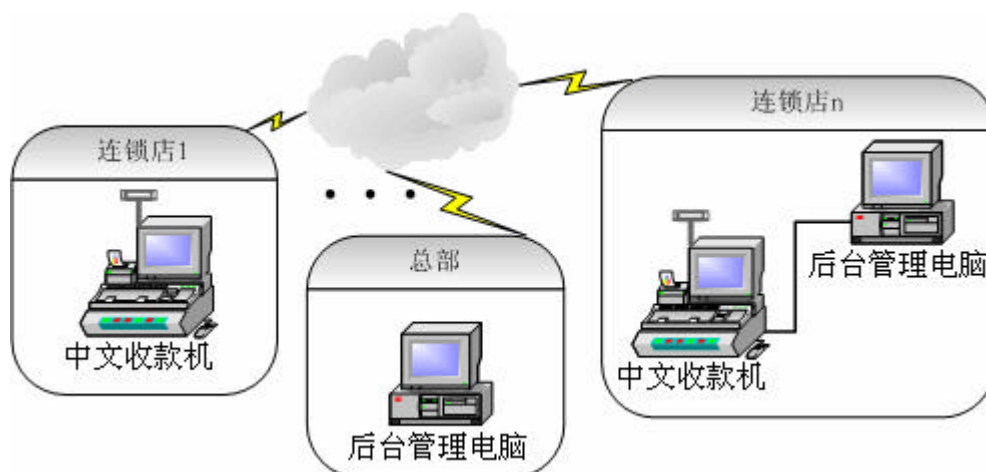 连锁店1
中文收款机
总部
后台管理电脑
连锁店n
后台管理电脑
中文收款机